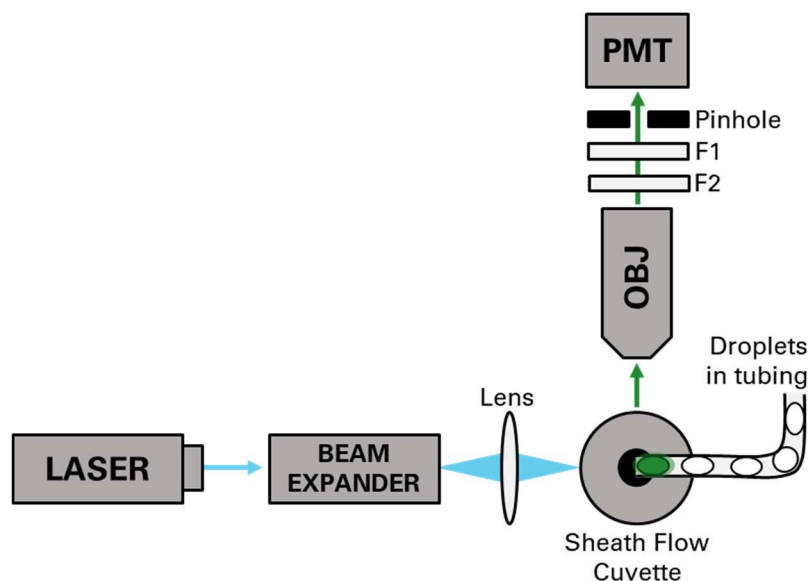 PMT
Pinhole
F1
F2
OBJ
Droplets
in tubing
Lens
LASER
BEAM
EXPANDER
Sheath Flow
Cuvette